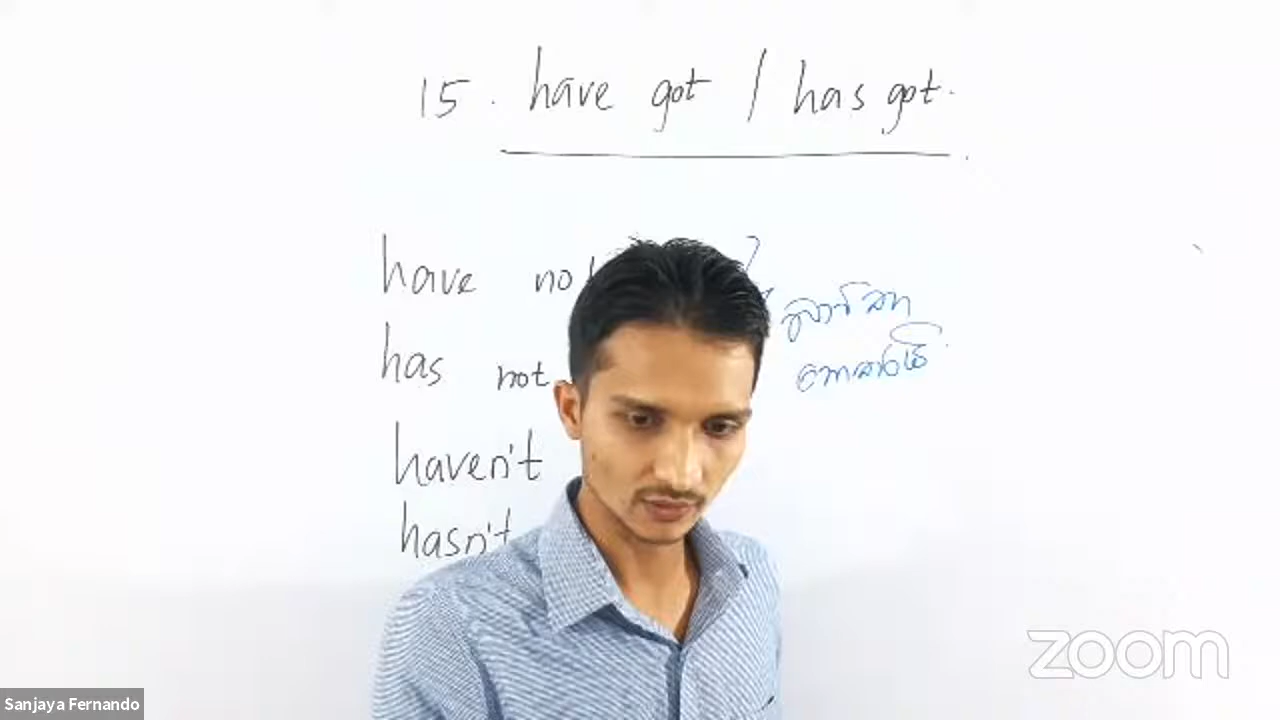 15. have got / has got.
have not
has not
haven't
hasn't
zoom
Sanjaya Fernando